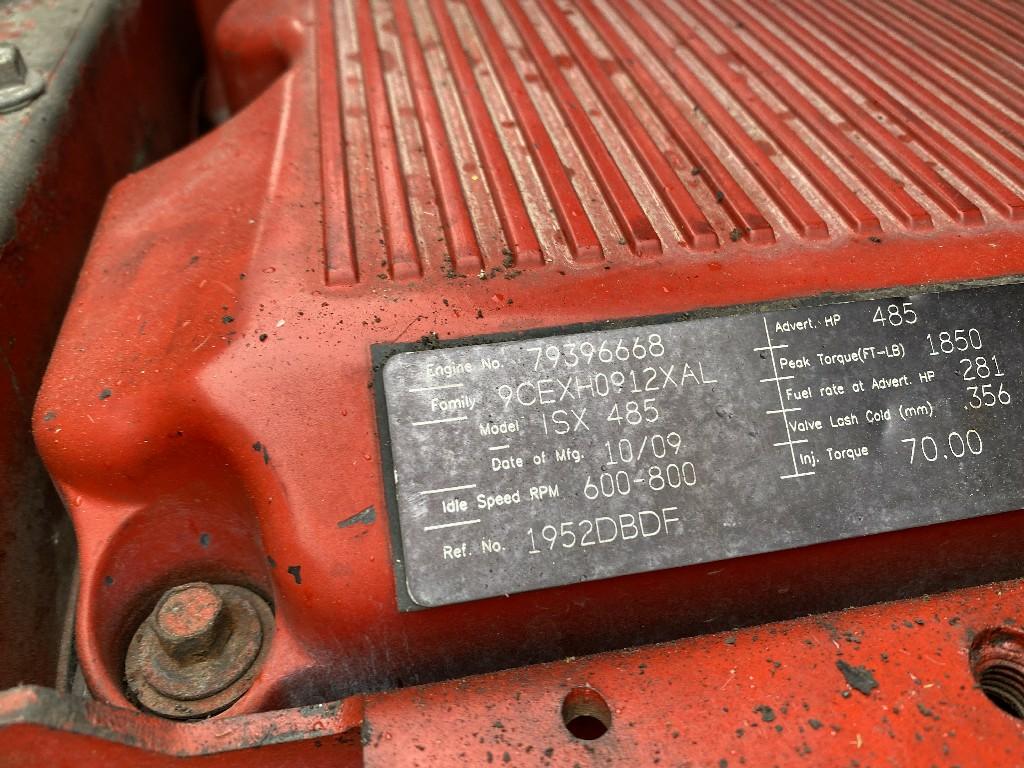 Engine No. 79396668
Family 9CEXH0912XAL
Model ISX 485
Date of Mfg. 10/09
Idle Speed RPM 600-800
Ref. No. 1952DBDF
Advert. HP 485
Peak Torque(FT-LB) 1850
Fuel rate at Advert. HP 281
Valve Lash Cold (mm) .356
Inj. Torque 70.00